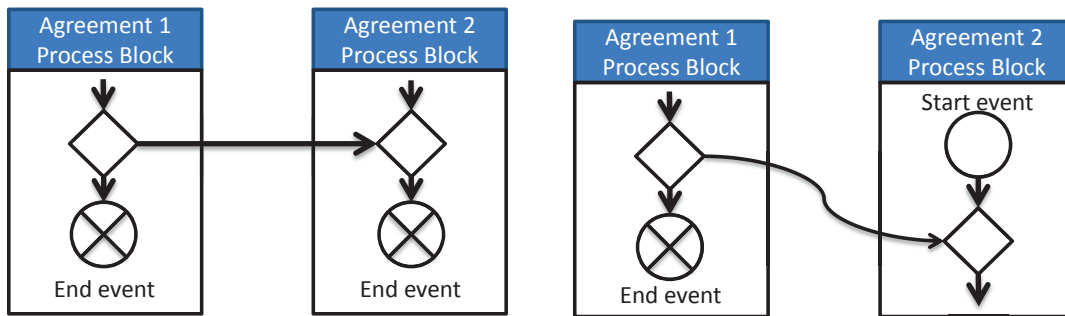 Agreement 1
Process Block
End event
Agreement 2
Process Block
End event
Agreement 1
Process Block
End event
Agreement 2
Process Block
Start event